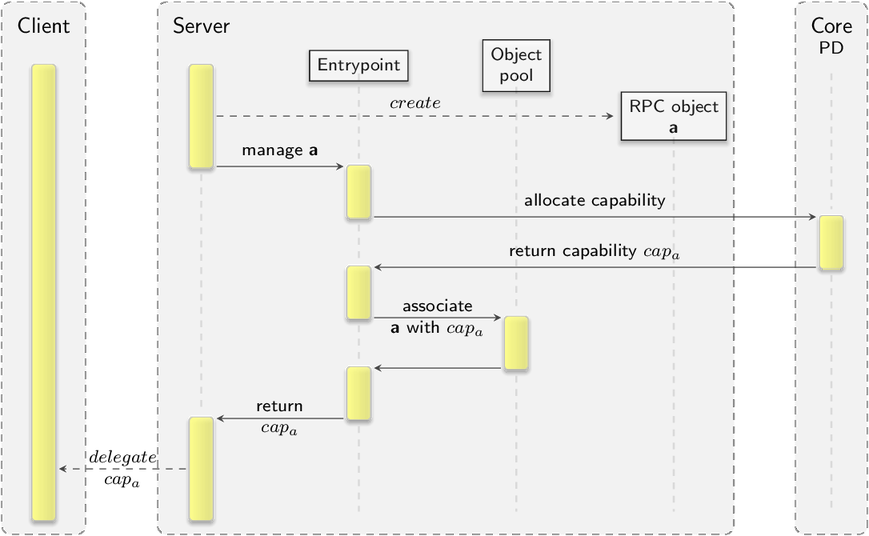 Client
Server
Core
PD
Entrypoint
Object
pool
RPC object
a
create
manage a
allocate capability
return capability cap_a
associate
a with cap_a
return
cap_a
delegate
cap_a